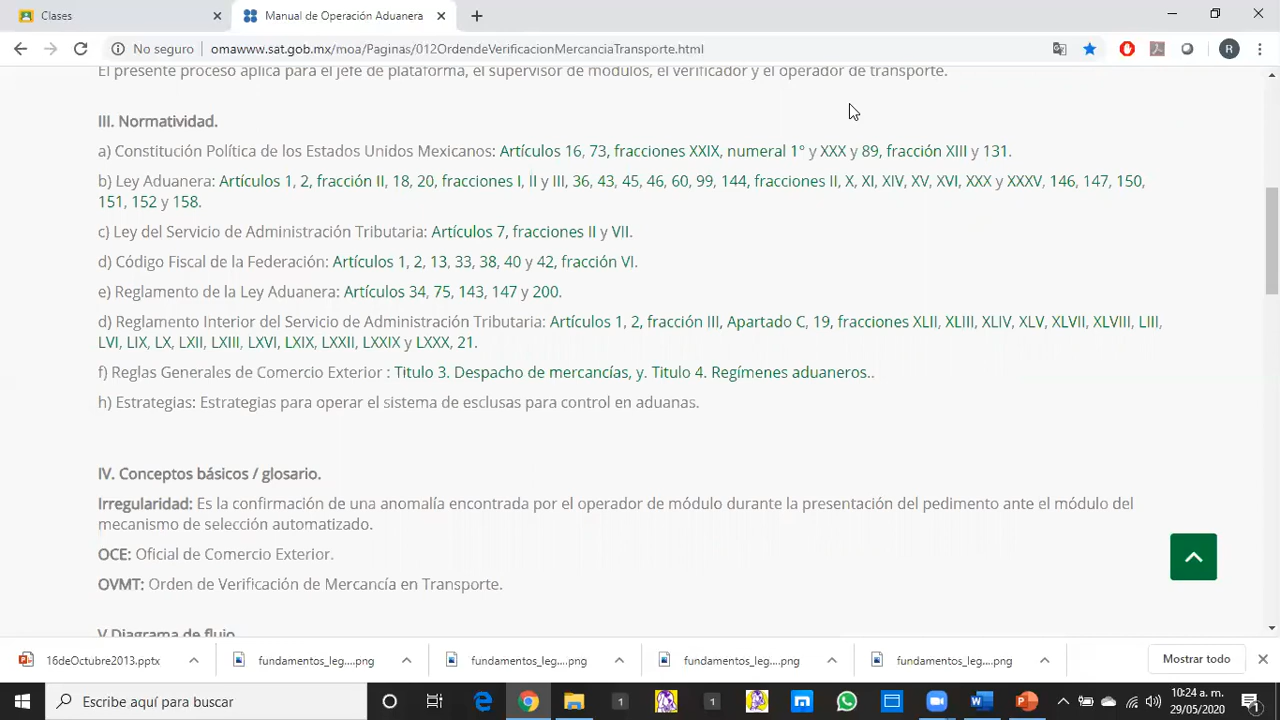 Clases
Manual de Operación Aduanera
No seguro
omawww.sat.gob.mx/moa/Paginas/012OrdendeVerificacionMercanciaTransporte.html
R
El presente proceso aplica para el jefe de plataforma, el supervisor de módulos, el verificador y el operador de transporte.
III. Normatividad.
a) Constitución Política de los Estados Unidos Mexicanos: Artículos 16, 73, fracciones XXIX, numeral 1° y XXX y 89, fracción XIII y 131.
b) Ley Aduanera: Artículos 1, 2, fracción II, 18, 20, fracciones I, II y III, 36, 43, 45, 46, 60, 99, 144, fracciones II, X, XI, XIV, XV, XVI, XXX y XXXV, 146, 147, 150,
151, 152 y 158.
c) Ley del Servicio de Administración Tributaria: Artículos 7, fracciones II y VII.
d) Código Fiscal de la Federación: Artículos 1, 2, 13, 33, 38, 40 y 42, fracción VI.
e) Reglamento de la Ley Aduanera: Artículos 34, 75, 143, 147 y 200.
d) Reglamento Interior del Servicio de Administración Tributaria: Artículos 1, 2, fracción III, Apartado C, 19, fracciones XLII, XLIII, XLIV, XLV, XLVII, XLVIII, LIII,
LVI, LIX, LX, LXII, LXIII, LXVI, LXIX, LXXII, LXXIX y LXXX, 21.
f) Reglas Generales de Comercio Exterior : Titulo 3. Despacho de mercancías, y. Titulo 4. Regímenes aduaneros..
h) Estrategias: Estrategias para operar el sistema de esclusas para control en aduanas.
IV. Conceptos básicos / glosario.
Irregularidad: Es la confirmación de una anomalía encontrada por el operador de módulo durante la presentación del pedimento ante el módulo del
mecanismo de selección automatizado.
OCE: Oficial de Comercio Exterior.
OVMT: Orden de Verificación de Mercancía en Transporte.
V Diagrama de flujo
16deOctubre2013.pptx
fundamentos_leg....png
fundamentos_leg....png
fundamentos_leg....png
fundamentos_leg....png
Mostrar todo
Escribe aquí para buscar
1
1
10:24 a. m.
29/05/2020
1